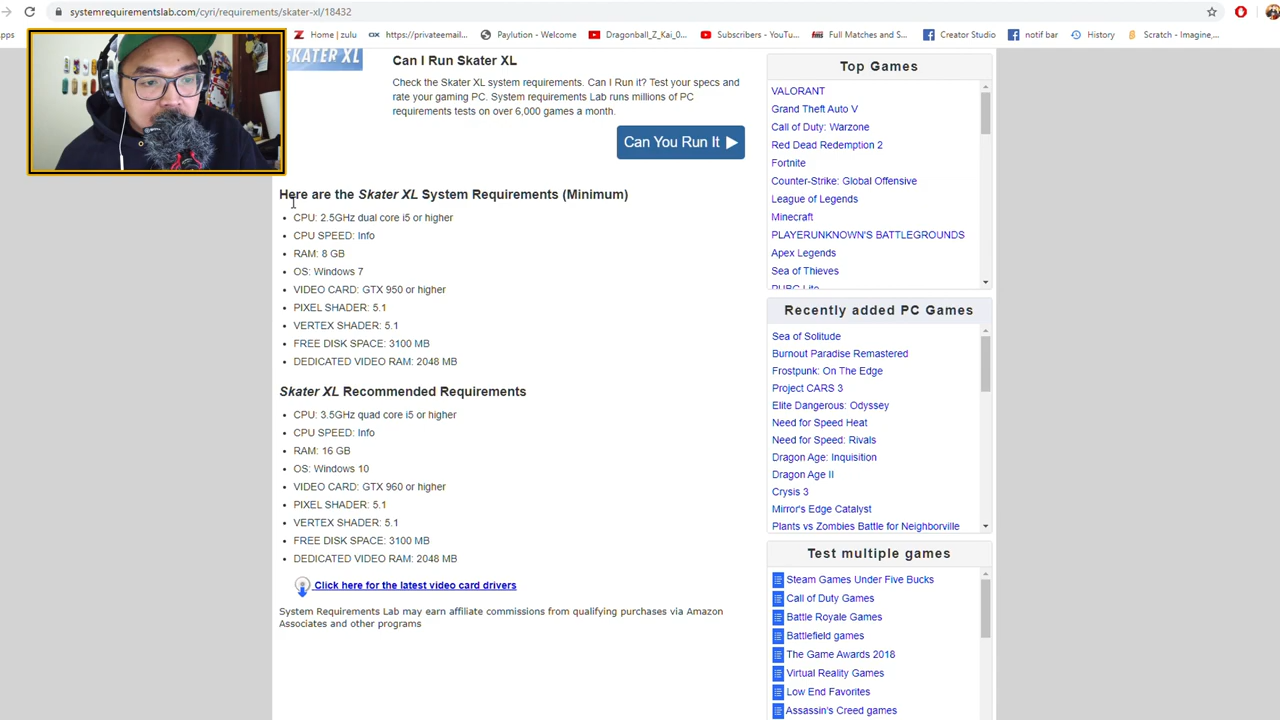 systemrequirementslab.com/cyri/requirements/skater-xl/18432
pps
Home | zulu
https://privateemail...
Paylution - Welcome
Dragonball_Z_Kai_0...
Subscribers - YouTu...
Full Matches and S...
Creator Studio
notif bar
History
Scratch - Imagine,...
SKATER XL
Can I Run Skater XL
Check the Skater XL system requirements. Can I Run it? Test your specs and
rate your gaming PC. System requirements Lab runs millions of PC
requirements tests on over 6,000 games a month.
Can You Run It
Here are the Skater XL System Requirements (Minimum)
CPU: 2.5GHz dual core i5 or higher
CPU SPEED: Info
RAM: 8 GB
OS: Windows 7
VIDEO CARD: GTX 950 or higher
PIXEL SHADER: 5.1
VERTEX SHADER: 5.1
FREE DISK SPACE: 3100 MB
DEDICATED VIDEO RAM: 2048 MB
Skater XL Recommended Requirements
CPU: 3.5GHz quad core i5 or higher
CPU SPEED: Info
RAM: 16 GB
OS: Windows 10
VIDEO CARD: GTX 960 or higher
PIXEL SHADER: 5.1
VERTEX SHADER: 5.1
FREE DISK SPACE: 3100 MB
DEDICATED VIDEO RAM: 2048 MB
Click here for the latest video card drivers
System Requirements Lab may earn affiliate commissions from qualifying purchases via Amazon
Associates and other programs
Top Games
VALORANT
Grand Theft Auto V
Call of Duty: Warzone
Red Dead Redemption 2
Fortnite
Counter-Strike: Global Offensive
League of Legends
Minecraft
PLAYERUNKNOWN'S BATTLEGROUNDS
Apex Legends
Sea of Thieves
PUBG Lite
Recently added PC Games
Sea of Solitude
Burnout Paradise Remastered
Frostpunk: On The Edge
Project CARS 3
Elite Dangerous: Odyssey
Need for Speed Heat
Need for Speed: Rivals
Dragon Age: Inquisition
Dragon Age II
Crysis 3
Mirror's Edge Catalyst
Plants vs Zombies Battle for Neighborville
Test multiple games
Steam Games Under Five Bucks
Call of Duty Games
Battle Royale Games
Battlefield games
The Game Awards 2018
Virtual Reality Games
Low End Favorites
Assassin's Creed games